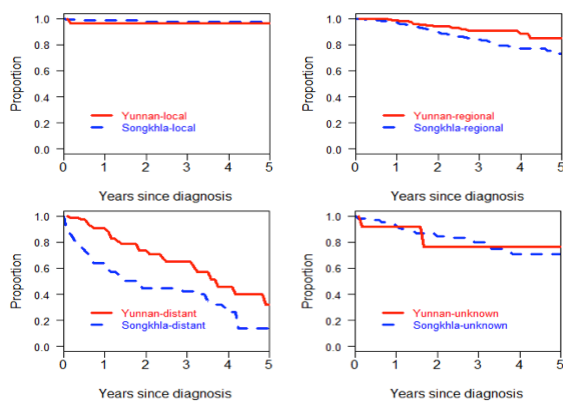 Proportion
1.0
0.8
0.6
0.4
0.2
0.0
Yunnan-local
Songkhla-local
0 1 2 3 4 5
Years since diagnosis
Proportion
1.0
0.8
0.6
0.4
0.2
0.0
Yunnan-regional
Songkhla-regional
0 1 2 3 4 5
Years since diagnosis
Proportion
1.0
0.8
0.6
0.4
0.2
0.0
Yunnan-distant
Songkhla-distant
0 1 2 3 4 5
Years since diagnosis
Proportion
1.0
0.8
0.6
0.4
0.2
0.0
Yunnan-unknown
Songkhla-unknown
0 1 2 3 4 5
Years since diagnosis